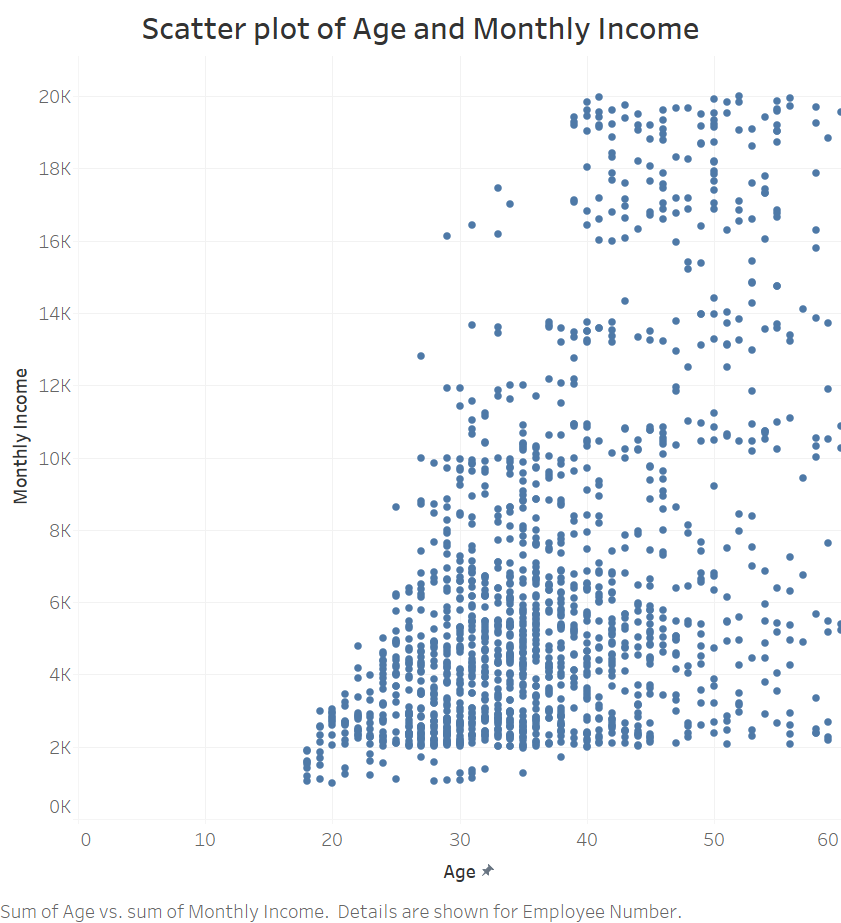 Scatter plot of Age and Monthly Income
20K
18K
16K
14K
12K
10K
8K
6K
4K
2K
0K
Monthly Income
0 10 20 30 40 50 60
Age
Sum of Age vs. sum of Monthly Income. Details are shown for Employee Number.